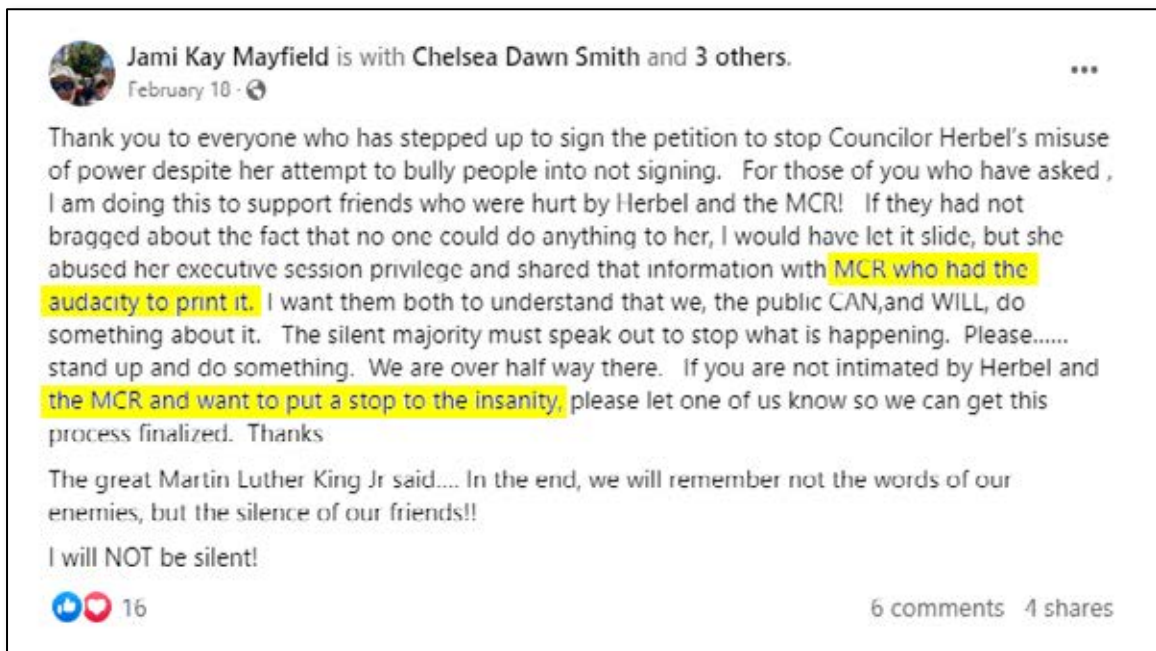 Jami Kay Mayfield is with Chelsea Dawn Smith and 3 others.
February 18 ·
Thank you to everyone who has stepped up to sign the petition to stop Councilor Herbel's misuse
of power despite her attempt to bully people into not signing.   For those of you who have asked ,
I am doing this to support friends who were hurt by Herbel and the MCR!   If they had not
bragged about the fact that no one could do anything to her, I would have let it slide, but she
abused her executive session privilege and shared that information with MCR who had the
audacity to print it.  I want them both to understand that we, the public CAN,and WILL, do
something about it.   The silent majority must speak out to stop what is happening.  Please......
stand up and do something.  We are over half way there.   If you are not intimated by Herbel and
the MCR and want to put a stop to the insanity, please let one of us know so we can get this
process finalized.  Thanks
The great Martin Luther King Jr said.... In the end, we will remember not the words of our
enemies, but the silence of our friends!!
I will NOT be silent!
16 6 comments 4 shares